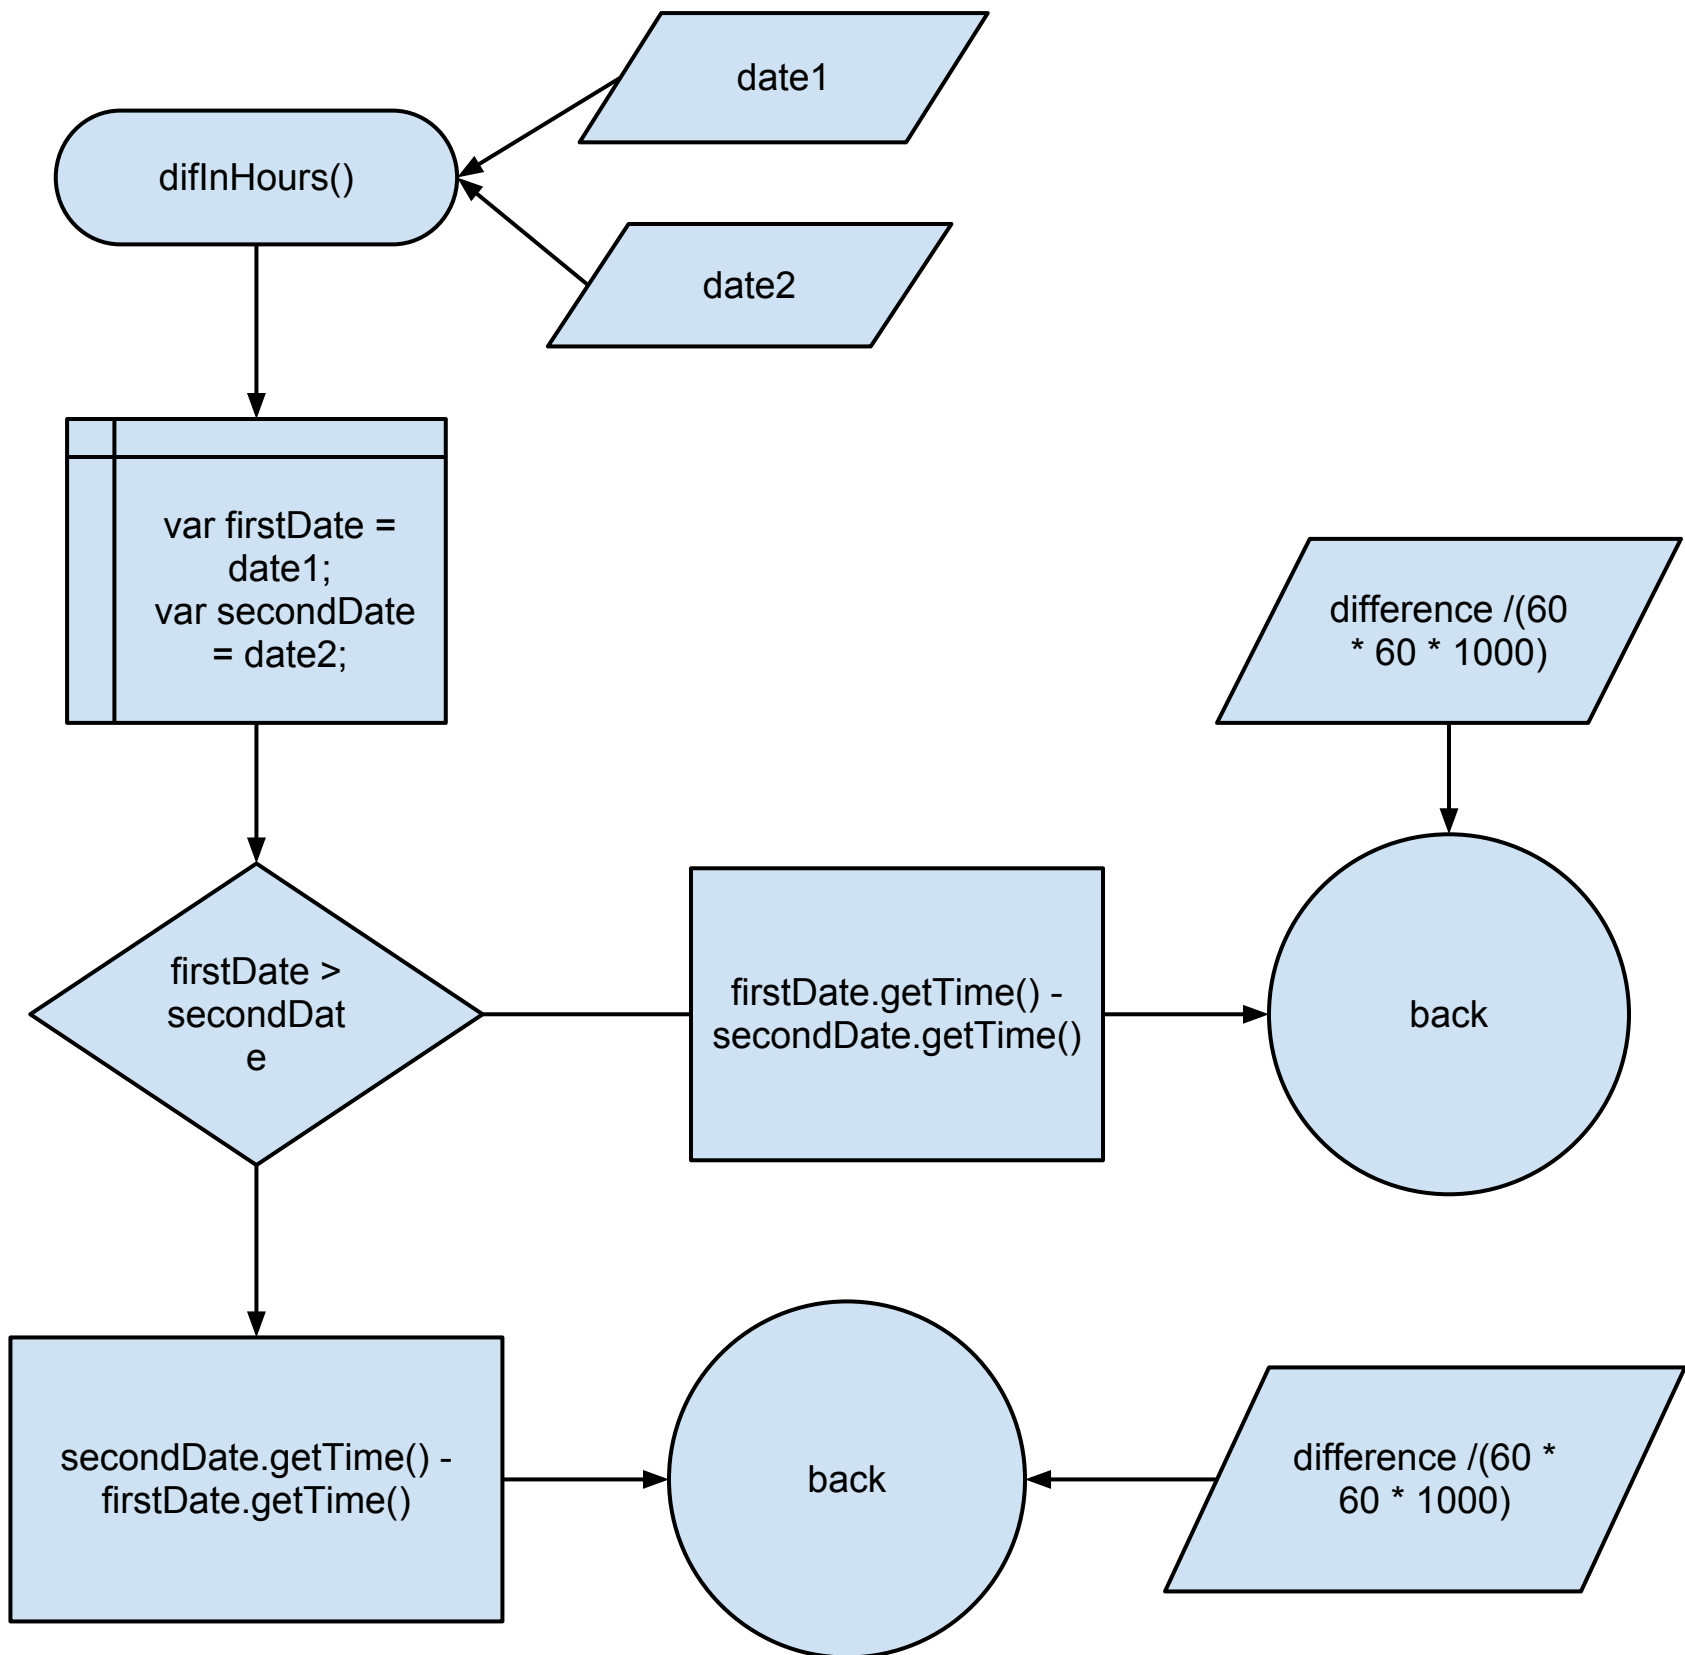 date1
difInHours()
date2
var firstDate =
date1;
var secondDate
= date2;
difference /(60
* 60 * 1000)
firstDate >
secondDat
e
firstDate.getTime() -
secondDate.getTime()
back
secondDate.getTime() -
firstDate.getTime()
back
difference /(60 *
60 * 1000)